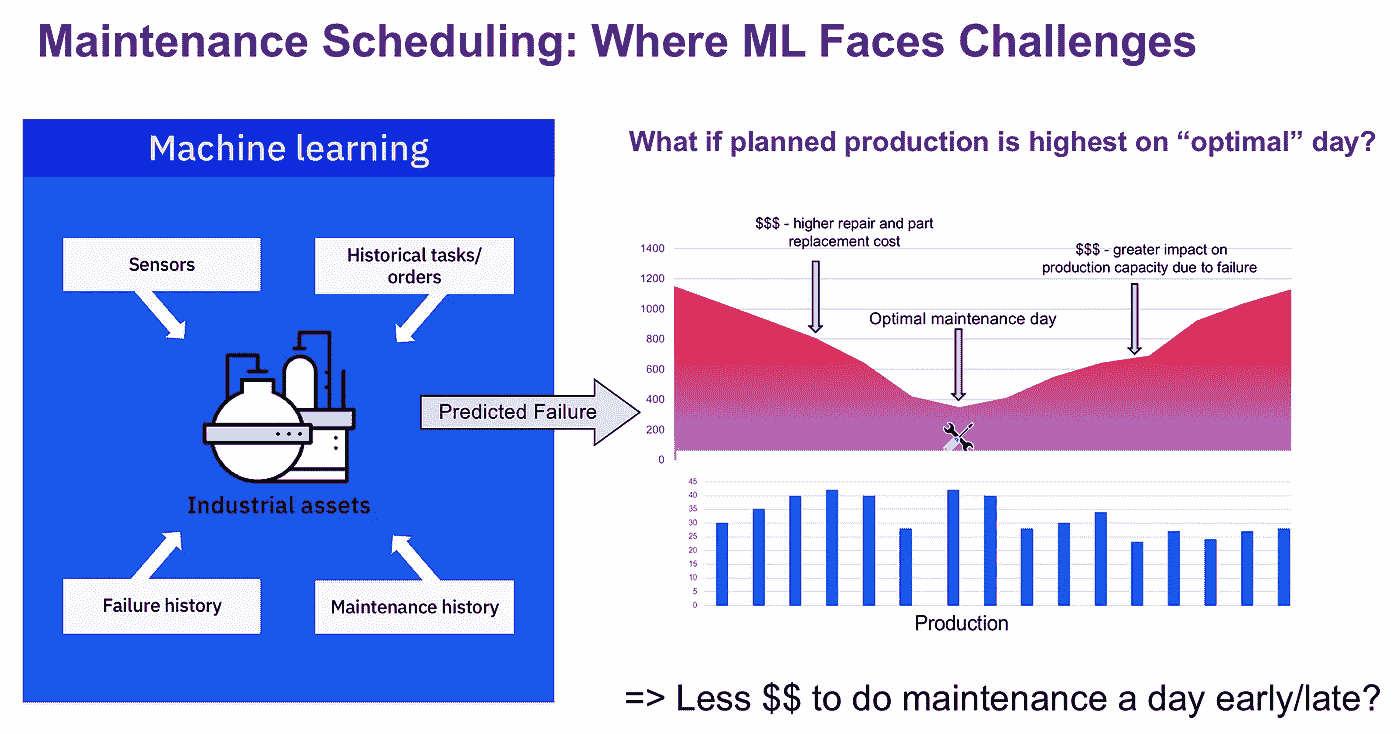 Maintenance Scheduling: Where ML Faces Challenges
Machine learning
Sensors
Historical tasks/
orders
Industrial assets
Failure history
Maintenance history
Predicted Failure
What if planned production is highest on “optimal” day?
$$$ - higher repair and part
replacement cost
$$$ - greater impact on
production capacity due to failure
Optimal maintenance day
1400
1200
1000
800
600
400
200
0
45
40
35
30
25
20
15
10
5
0
Production
=> Less $$ to do maintenance a day early/late?